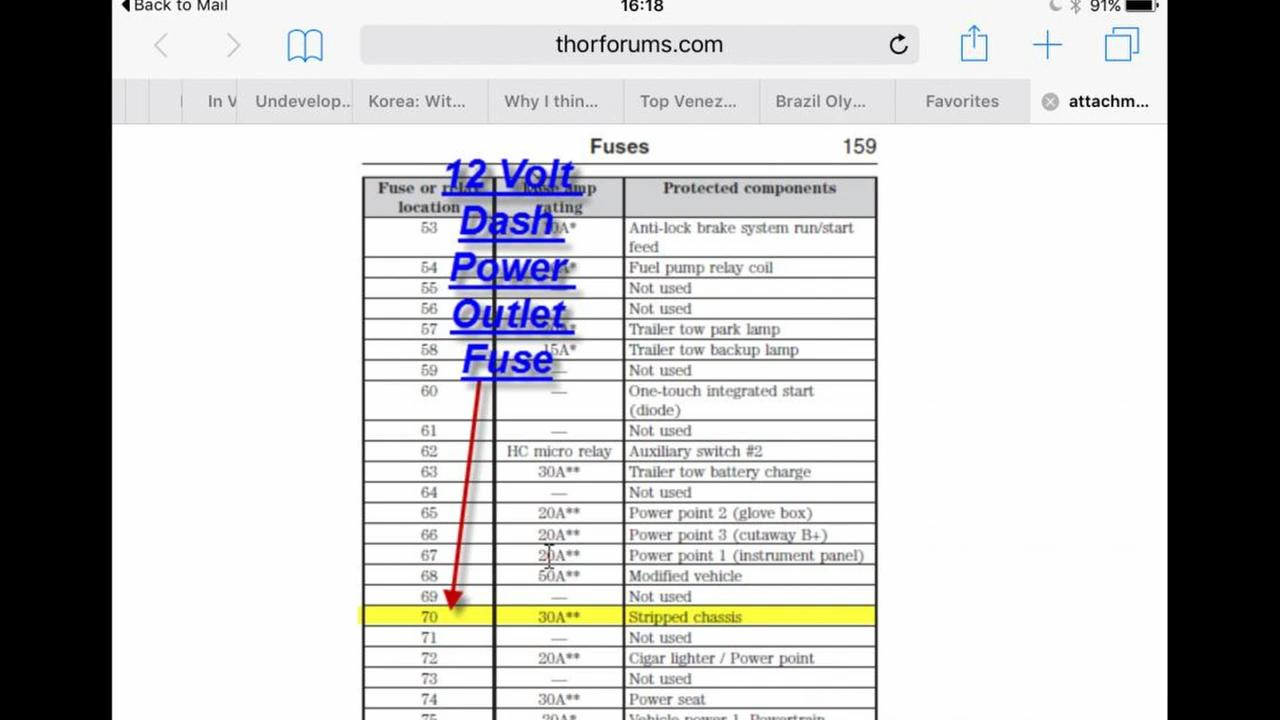 Back to Mail 16:18 91%
thorforums.com
In V Undevelop... Korea: Wit... Why I thin... Top Venez... Brazil Oly... Favorites attachm...
Fuses 159
12 Volt
Dash
Power
Outlet
Fuse
Fuse or location amp rating Protected components
53 Anti-lock brake system run/start
feed
54 Fuel pump relay coil
55 Not used
56 Not used
57 Trailer tow park lamp
58 15A* Trailer tow backup lamp
59 — Not used
60 — One-touch integrated start
(diode)
61 — Not used
62 HC micro relay Auxiliary switch #2
63 30A** Trailer tow battery charge
64 — Not used
65 20A** Power point 2 (glove box)
66 20A** Power point 3 (cutaway B+)
67 20A** Power point 1 (instrument panel)
68 50A** Modified vehicle
69 — Not used
70 30A** Stripped chassis
71 — Not used
72 20A** Cigar lighter / Power point
73 — Not used
74 30A** Power seat
75 20A* Vehicle power 1, Powertrain